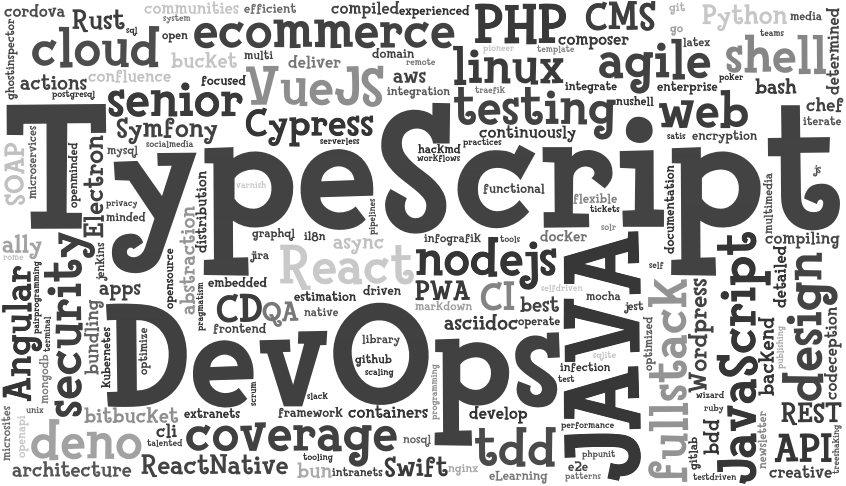 cordova
Rust
sql
communities
system
efficient
compiled
experienced
PHP
CMS
git
go
Python
media
teams
ghostinspector
cloud
open
ecommerce
domain
remote
pioneer
template
composer
latex
agile
shell
determined
bucket
multi
deliver
focused
confluence
actions
postgresql
VueJS
aws
integration
linux
traefik
integrate
enterprise
poker
bash
senior
testing
nushell
web
chef
iterate
Symfony
socialmedia
mysql
Cypress
serverless
hackmd
workflows
practices
continuously
satis
encryption
SOAP
microservices
openminded
TypeScript
js
Electron
privacy
minded
varnish
functional
flexible
tickets
documentation
multimedia
distribution
pipelines
solr
ally
rome
graphql
i18n
async
infografik
tools
docker
compiling
jenkins
opensource
abstraction
jira
React
nodejs
self
JAVA
JavaScript
detailed
design
Angular
pairprogramming
security
apps
embedded
pragmatism
CD
QA
estimation
driven
native
PWA
markdown
CI
selfdriven
best
mocha
jest
fullstack
Wordpress
terminal
mongodb
bundling
kubernetes
frontend
asciidoc
operate
optimized
backend
publishing
codeception
DevOps
optimize
library
github
scaling
sqlite
infection
test
scrum
slack
programming
wizard
ruby
microsites
unix
openapi
bitbucket
extranets
framework
containers
develop
performance
REST
deno
cli
talented
coverage
nosql
tdd
phpunit
gitlab
bdd
newsletter
API
treeshaking
architecture
ReactNative
tooling
bun
intranets
Swift
nginx
eLearning
e2e
patterns
testdriven
creative